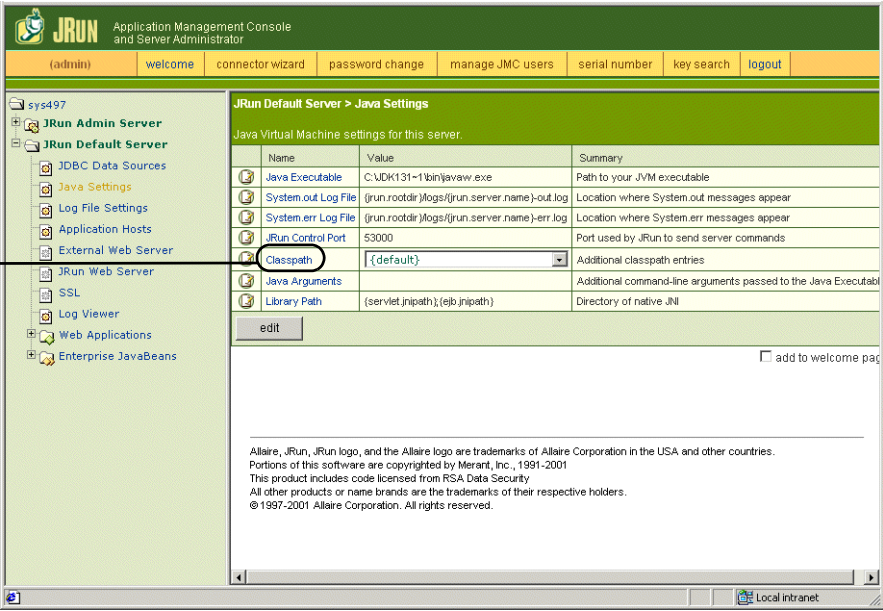 JRun
Application Management Console
and Server Administrator
(admin) welcome connector wizard password change manage JMC users serial number key search logout
sys497
JRun Admin Server
JRun Default Server
JDBC Data Sources
Java Settings
Log File Settings
Application Hosts
External Web Server
JRun Web Server
SSL
Log Viewer
Web Applications
Enterprise JavaBeans
JRun Default Server > Java Settings
Java Virtual Machine settings for this server.
Name Value Summary
Java Executable C:\JDK131~1\bin\javaw.exe Path to your JVM executable
System.out Log File {jrun.rootdir}/logs/{jrun.server.name}-out.log Location where System.out messages appear
System.err Log File {jrun.rootdir}/logs/{jrun.server.name}-err.log Location where System.err messages appear
JRun Control Port 53000 Port used by JRun to send server commands
Classpath {default} Additional classpath entries
Java Arguments Additional command-line arguments passed to the Java Executabl
Library Path {servlet.jnipath};{ejb.jnipath} Directory of native JNI
edit
add to welcome pag
Allaire, JRun, JRun logo, and the Allaire logo are trademarks of Allaire Corporation in the USA and other countries.
Portions of this software are copyrighted by Merant, Inc., 1991-2001
This product includes code licensed from RSA Data Security
All other products or name brands are the trademarks of their respective holders.
©1997-2001 Allaire Corporation. All rights reserved.
Local intranet